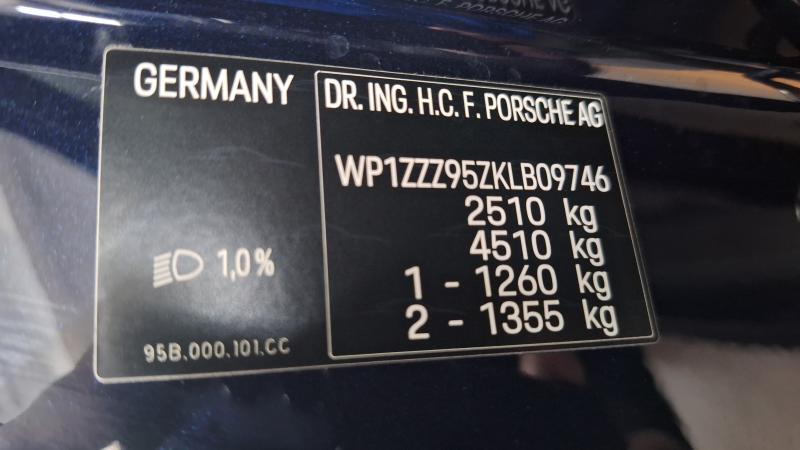 GERMANY
1,0%
95B.000.101.CC
DR. ING. H.C. F. PORSCHE AG
WP1ZZZ95ZKLB09746
2510 kg
4510 kg
1 - 1260 kg
2 - 1355 kg